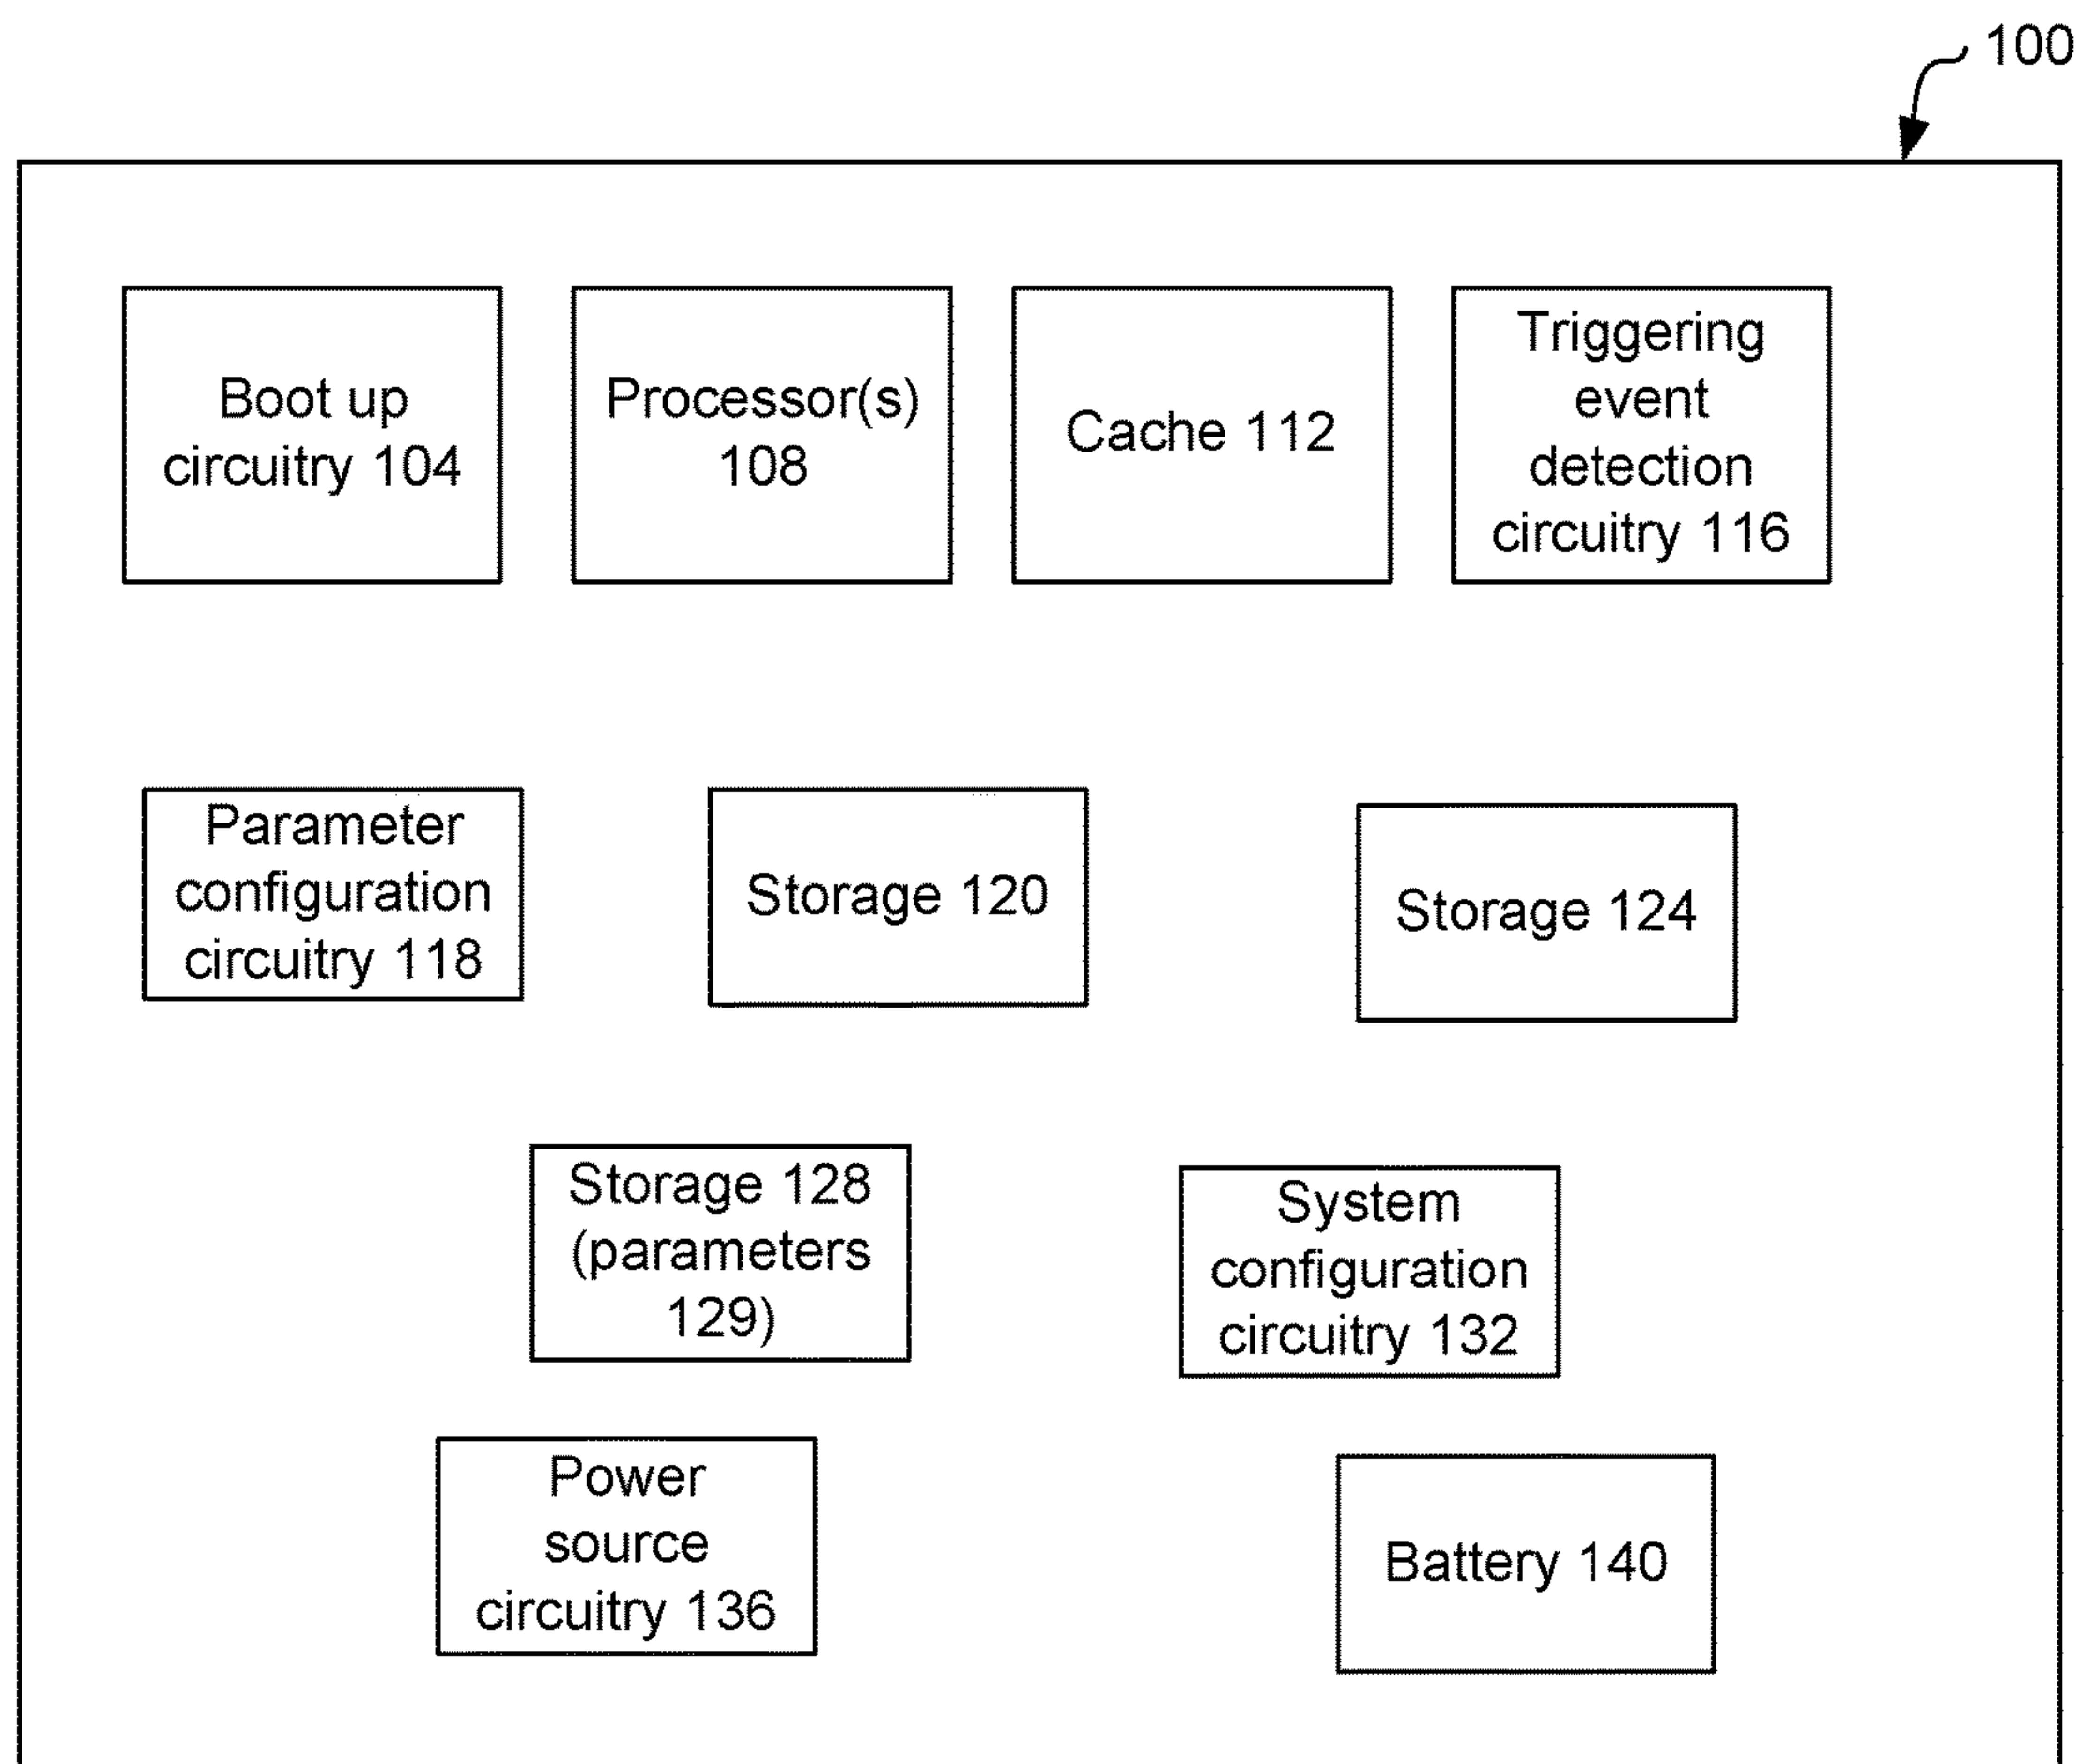 100
Boot up
circuitry 104
Processor(s)
108
Cache 112
Triggering
event
detection
circuitry 116
Parameter
configuration
circuitry 118
Storage 120
Storage 124
Storage 128
(parameters
129)
System
configuration
circuitry 132
Power
source
circuitry 136
Battery 140